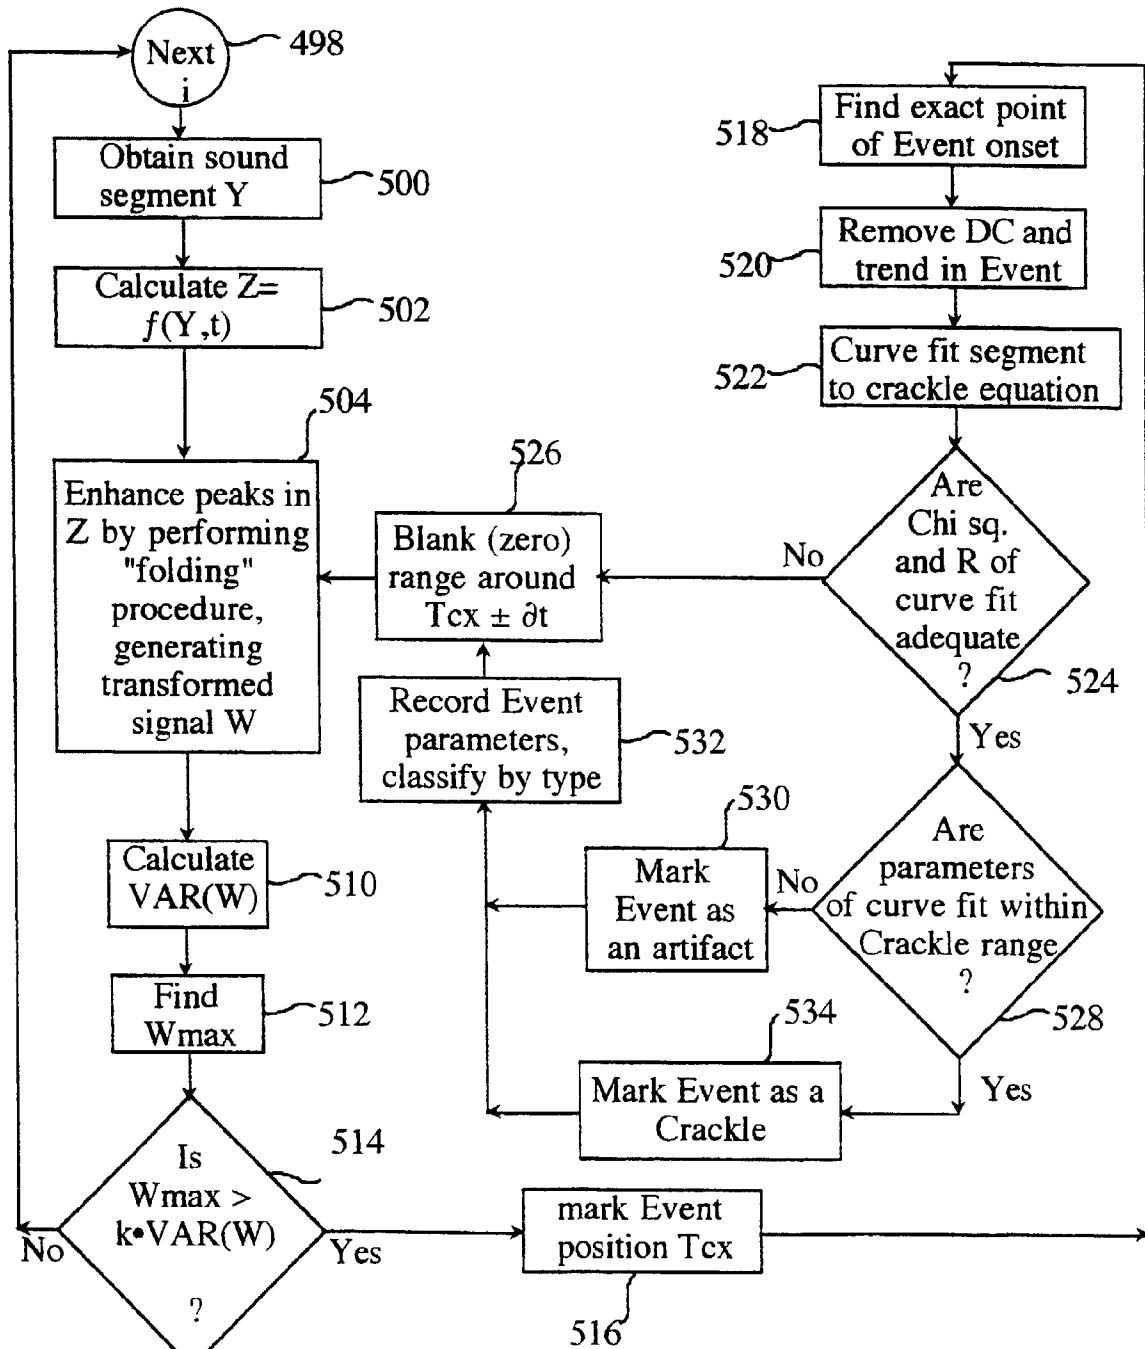 Next
i
498
Obtain sound
segment Y
500
Calculate Z=
f(Y,t)
502
504
Enhance peaks in
Z by performing
"folding"
procedure,
generating
transformed
signal W
Calculate
VAR(W)
510
Find
Wmax
512
Is
Wmax >
k•VAR(W)
?
514
No
Yes
mark Event
position Tcx
516
518
Find exact point
of Event onset
520
Remove DC and
trend in Event
522
Curve fit segment
to crackle equation
Are
Chi sq.
and R of
curve fit
adequate
?
524
No
Yes
526
Blank (zero)
range around
Tcx ± ∂t
Record Event
parameters,
classify by type
532
Are
parameters
of curve fit within
Crackle range
?
528
No
Yes
530
Mark
Event as
an artifact
534
Mark Event as a
Crackle